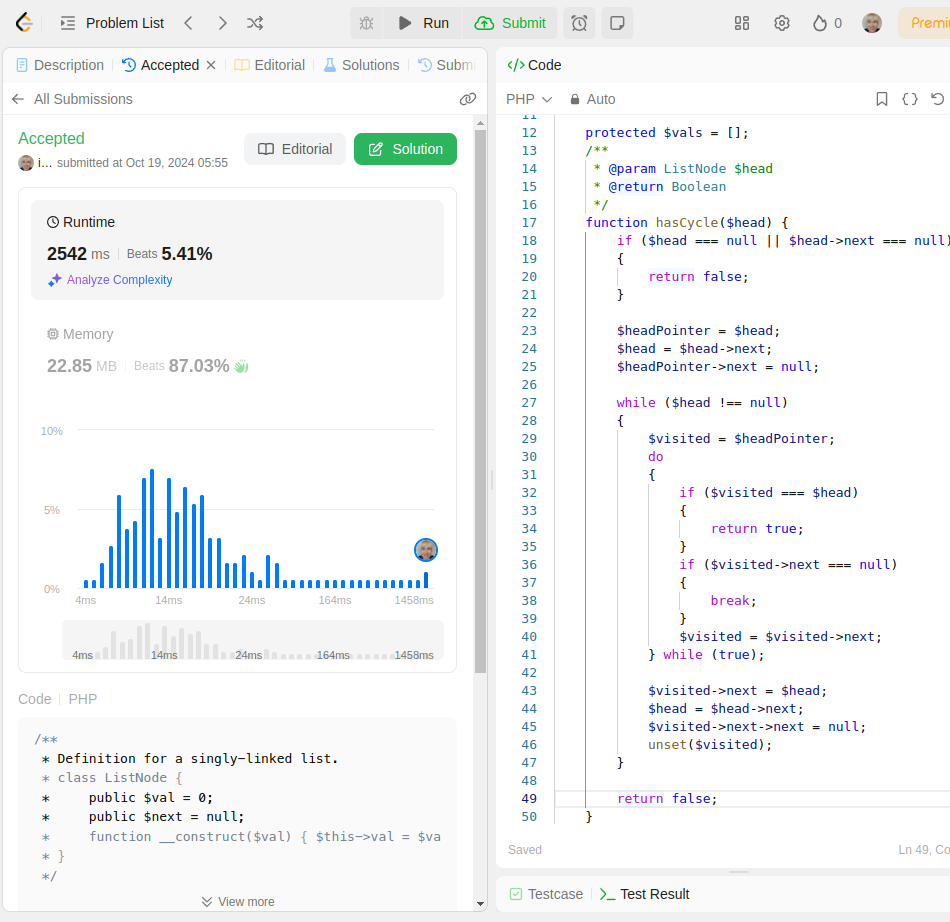 Problem List
Run
Submit
0
Premi
Description
Accepted
Editorial
Solutions
Subm
All Submissions
Accepted
i... submitted at Oct 19, 2024 05:55
Editorial
Solution
Runtime
2542 ms Beats 5.41%
Analyze Complexity
Memory
22.85 MB Beats 87.03%
10%
5%
0%
4ms 14ms 24ms 164ms 1458ms
4ms 14ms 24ms 164ms 1458ms
Code PHP
/**
 * Definition for a singly-linked list.
 * class ListNode {
 *     public $val = 0;
 *     public $next = null;
 *     function __construct($val) { $this->val = $va
 * }
 */
View more
</> Code
PHP
Auto
11
12     protected $vals = [];
13     /**
14      * @param ListNode $head
15      * @return Boolean
16      */
17     function hasCycle($head) {
18         if ($head === null || $head->next === null)
19         {
20             return false;
21         }
22
23         $headPointer = $head;
24         $head = $head->next;
25         $headPointer->next = null;
26
27         while ($head !== null)
28         {
29             $visited = $headPointer;
30             do
31             {
32                 if ($visited === $head)
33                 {
34                     return true;
35                 }
36                 if ($visited->next === null)
37                 {
38                     break;
39                 }
40                 $visited = $visited->next;
41             } while (true);
42
43             $visited->next = $head;
44             $head = $head->next;
45             $visited->next->next = null;
46             unset($visited);
47         }
48
49         return false;
50     }
Saved
Ln 49, Co
Testcase
Test Result